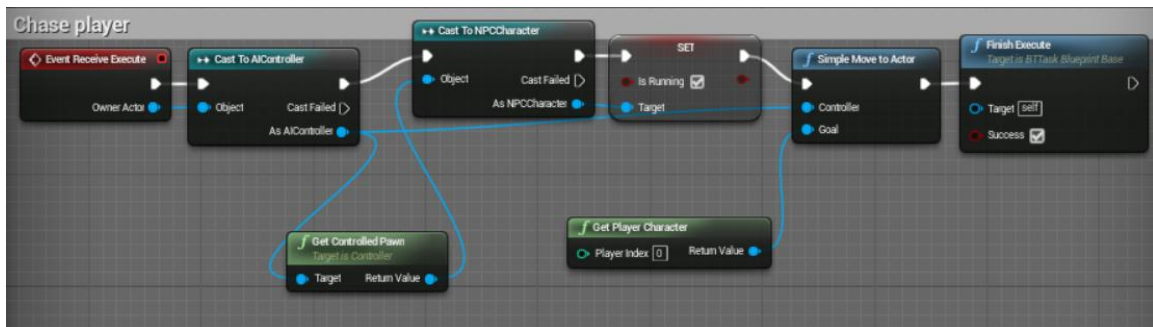 Chase player
Event Receive Execute
Owner Actor
Cast To AIController
Object
Cast Failed
As AIController
Cast To NPCCharacter
Object
Cast Failed
As NPCCharacter
SET
Is Running
Target
Simple Move to Actor
Controller
Goal
Finish Execute
Target is BTTask Blueprint Base
Target self
Success
Get Controlled Pawn
Target is Controller
Target Return Value
Get Player Character
Player Index 0 Return Value